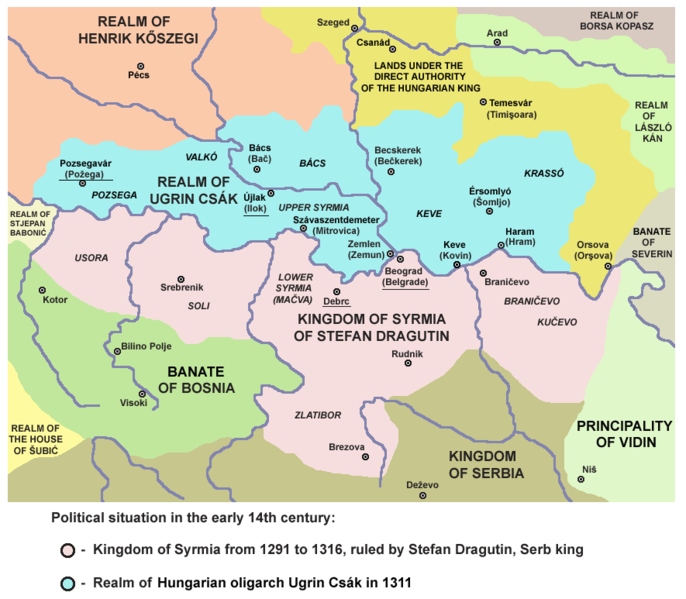 REALM OF
HENRIK KŐSZEGI
Szeged
Csanád
Arad
REALM OF
BORSA KOPASZ
Pécs
LANDS UNDER THE
DIRECT AUTHORITY
OF THE HUNGARIAN KING
Temesvár
(Timişoara)
REALM
OF
LÁSZLÓ
KÁN
Pozsegavár
(Požega)
VALKÓ
Bács
(Bač)
BÁCS
Becskerek
(Bečkerek)
KRASSÓ
POZSEGA
REALM OF
UGRIN CSÁK
Újlak
(Ilok)
UPPER SYRMIA
Szávaszentdemeter
(Mitrovica)
KEVE
Érsomlyó
(Šomljo)
REALM OF
STJEPAN
BABONIĆ
USORA
Zemlen
(Zemun)
Keve
(Kovin)
Haram
(Hram)
Orsova
(Orşova)
BANATE
OF
SEVERIN
Kotor
Srebrenik
SOLI
LOWER
SYRMIA
(MAČVA)
Debrc
Beograd
(Belgrade)
Braničevo
BRANIČEVO
KUČEVO
KINGDOM OF SYRMIA
OF STEFAN DRAGUTIN
Bilino Polje
BANATE
OF BOSNIA
Rudnik
Visoki
ZLATIBOR
REALM OF
THE HOUSE
OF ŠUBIĆ
Brezova
KINGDOM
OF SERBIA
PRINCIPALITY
OF VIDIN
Deževo
Niš
Political situation in the early 14th century:
- Kingdom of Syrmia from 1291 to 1316, ruled by Stefan Dragutin, Serb king
- Realm of Hungarian oligarch Ugrin Csák in 1311